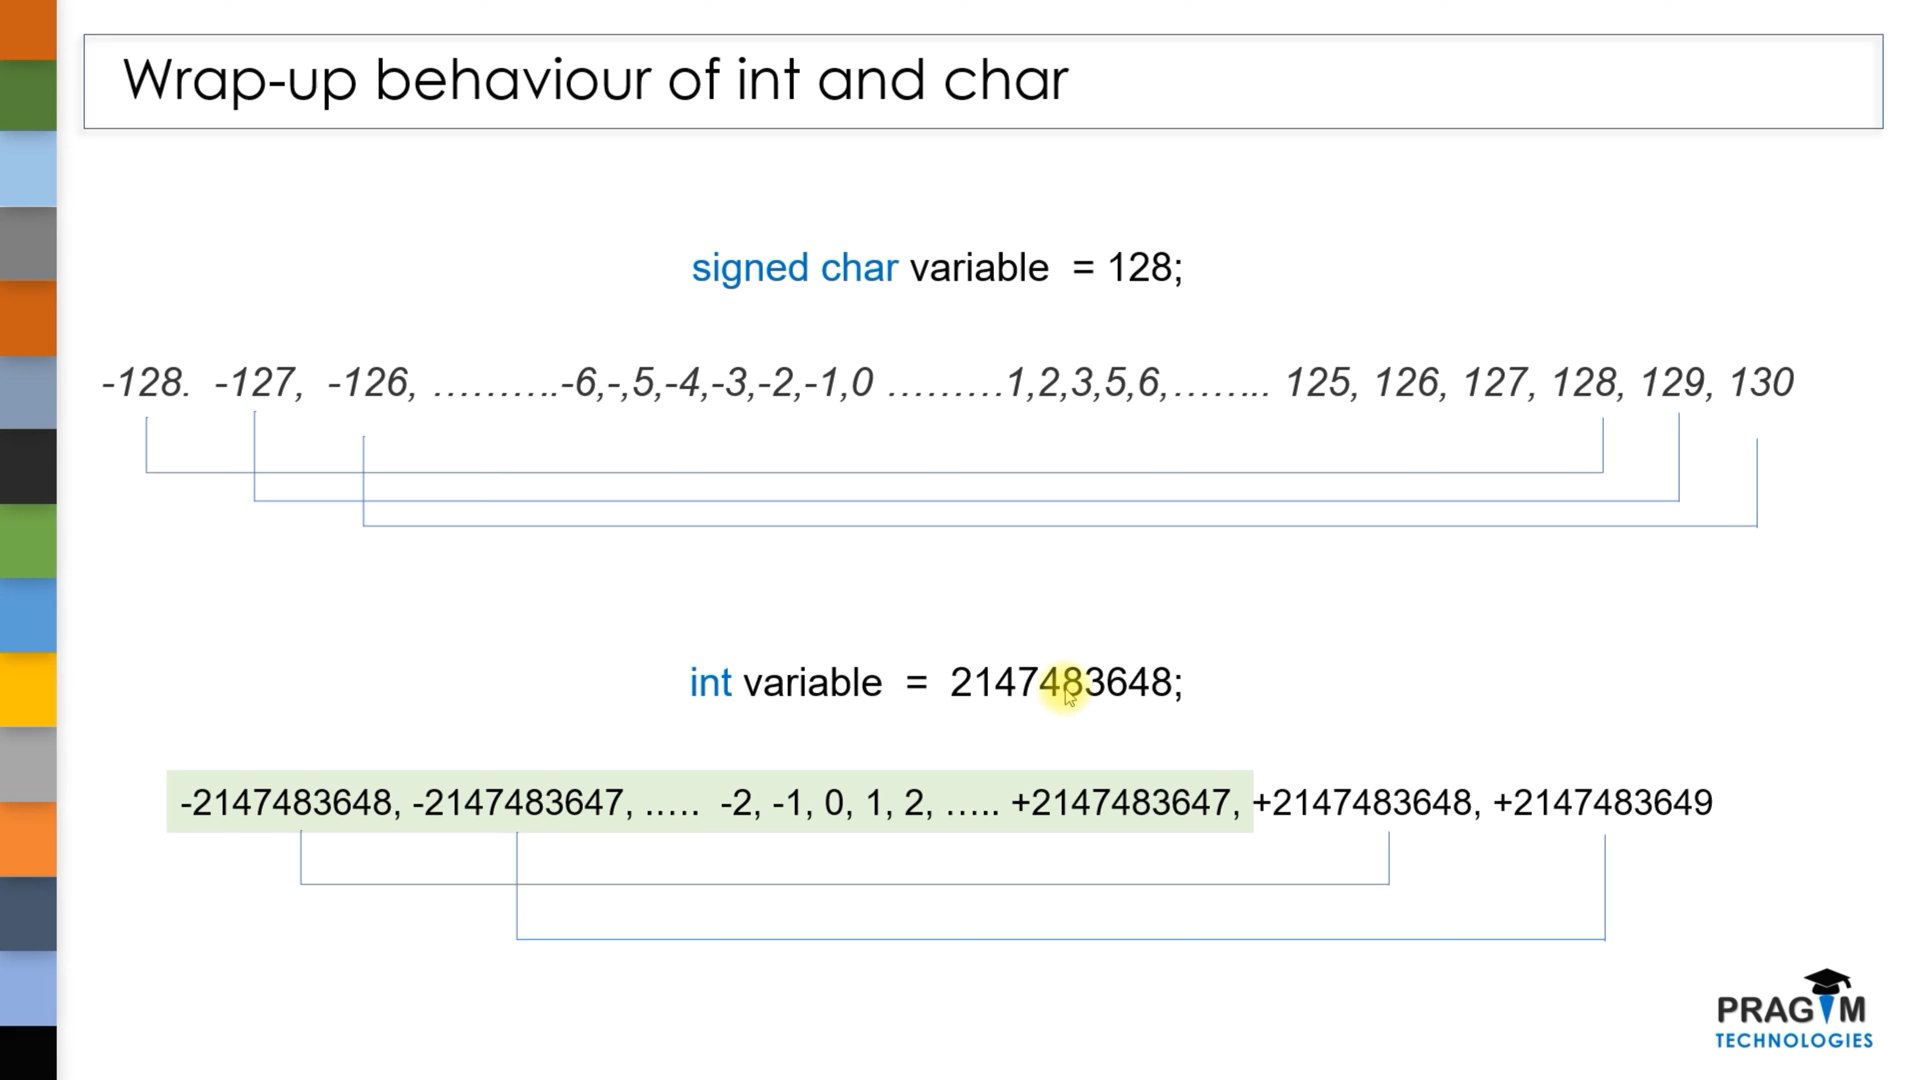 Wrap-up behaviour of int and char
signed char variable = 128;
-128. -127, -126, ……….-6,-,5,-4,-3,-2,-1,0 ………1,2,3,5,6,…….. 125, 126, 127, 128, 129, 130
int variable = 2147483648;
-2147483648, -2147483647, ….. -2, -1, 0, 1, 2, ….. +2147483647, +2147483648, +2147483649
PRAGIM
TECHNOLOGIES